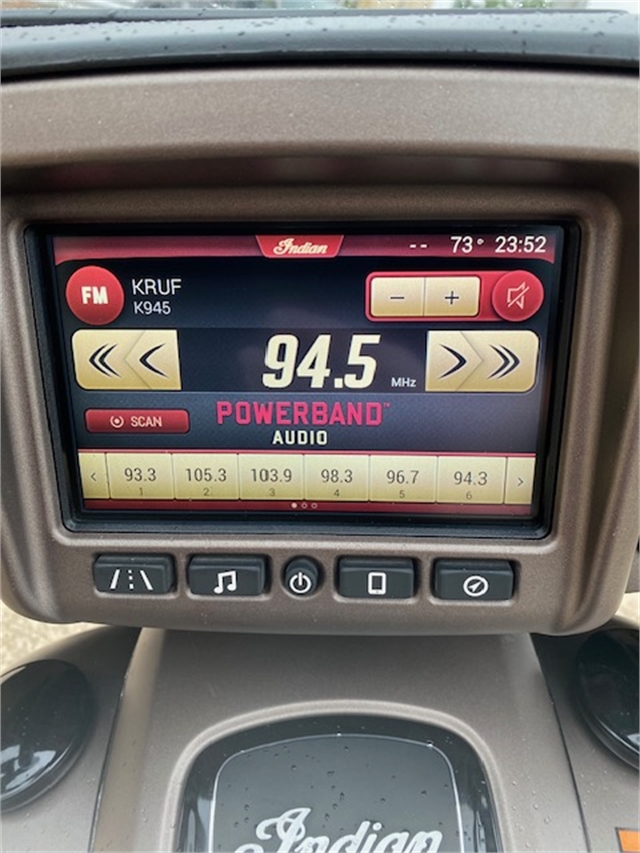 Indian
-- 73° 23:52
FM
KRUF
K945
− +
94.5 MHz
SCAN
POWERBAND™
AUDIO
< 93.3 105.3 103.9 98.3 96.7 94.3 >
1 2 3 4 5 6
Indian